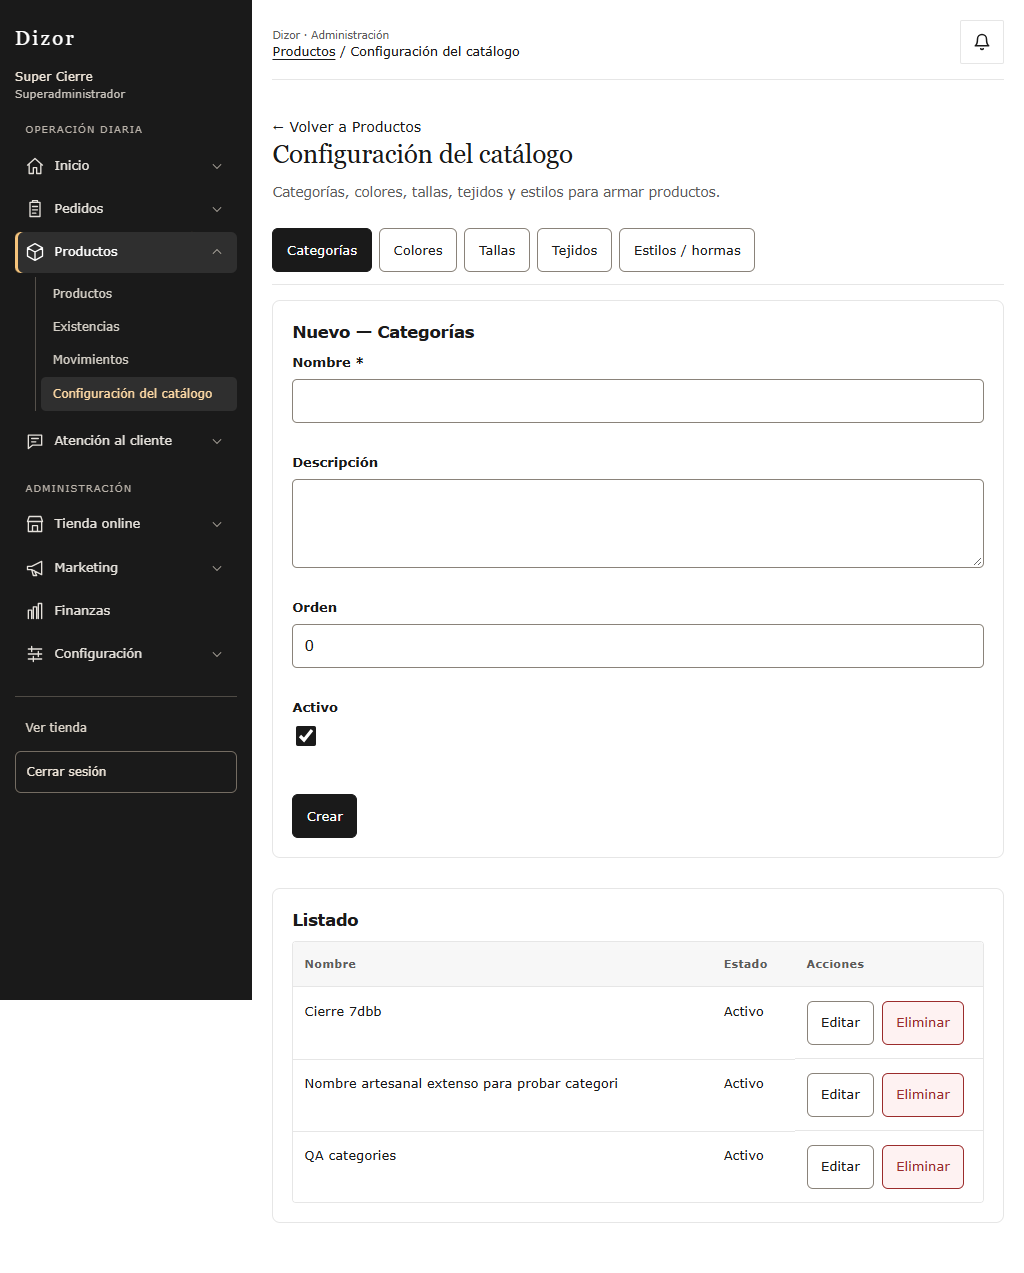 Dizor
Super Cierre
Superadministrador
OPERACIÓN DIARIA
Inicio
Pedidos
Productos
Productos
Existencias
Movimientos
Configuración del catálogo
Atención al cliente
ADMINISTRACIÓN
Tienda online
Marketing
Finanzas
Configuración
Ver tienda
Cerrar sesión
Dizor · Administración
Productos / Configuración del catálogo
← Volver a Productos
Configuración del catálogo
Categorías, colores, tallas, tejidos y estilos para armar productos.
Categorías Colores Tallas Tejidos Estilos / hormas
Nuevo — Categorías
Nombre *
Descripción
Orden
0
Activo
Crear
Listado
Nombre Estado Acciones
Cierre 7dbb Activo Editar Eliminar
Nombre artesanal extenso para probar categori Activo Editar Eliminar
QA categories Activo Editar Eliminar